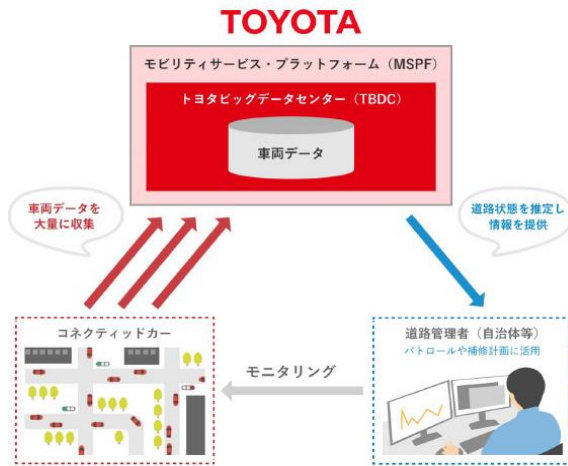 TOYOTA
モビリティサービス・プラットフォーム（MSPF）
トヨタビッグデータセンター（TBDC）
車両データ
車両データを
大量に収集
道路状態を推定し
情報を提供
コネクティッドカー
モニタリング
道路管理者（自治体等）
パトロールや補修計画に活用